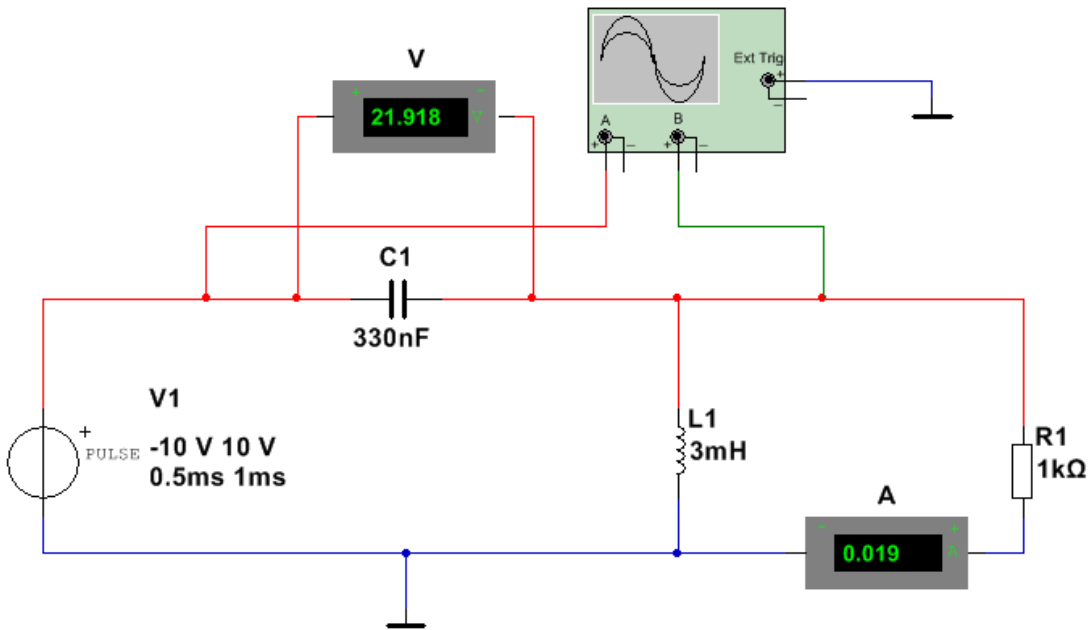 V
+ -
21.918
V
Ext Trig
+
_
A B
+ _ + _
C1
330nF
V1
+
PULSE
-10 V 10 V
0.5ms 1ms
L1
3mH
R1
1kΩ
A
- +
0.019
A